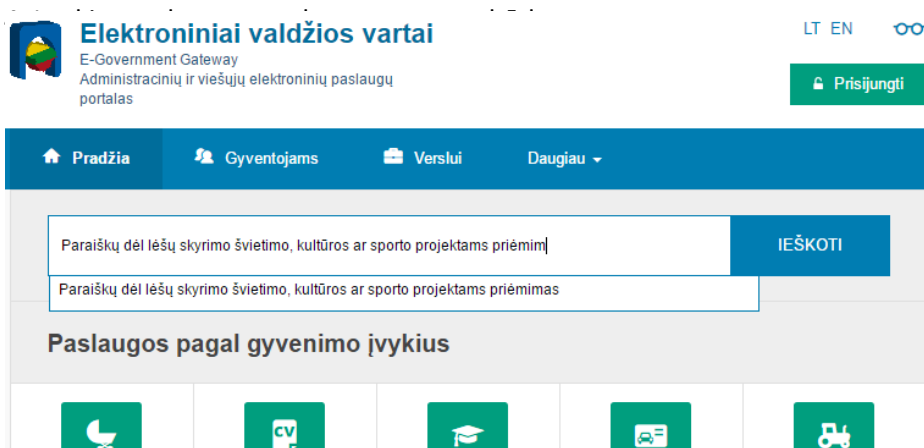 Elektroniniai valdžios vartai
E-Government Gateway
Administracinių ir viešųjų elektroninių paslaugų
portalas
LT EN
Prisijungti
Pradžia Gyventojams Verslui Daugiau
Paraiškų dėl lėšų skyrimo švietimo, kultūros ar sporto projektams priėmim
IEŠKOTI
Paraiškų dėl lėšų skyrimo švietimo, kultūros ar sporto projektams priėmimas
Paslaugos pagal gyvenimo įvykius
CV